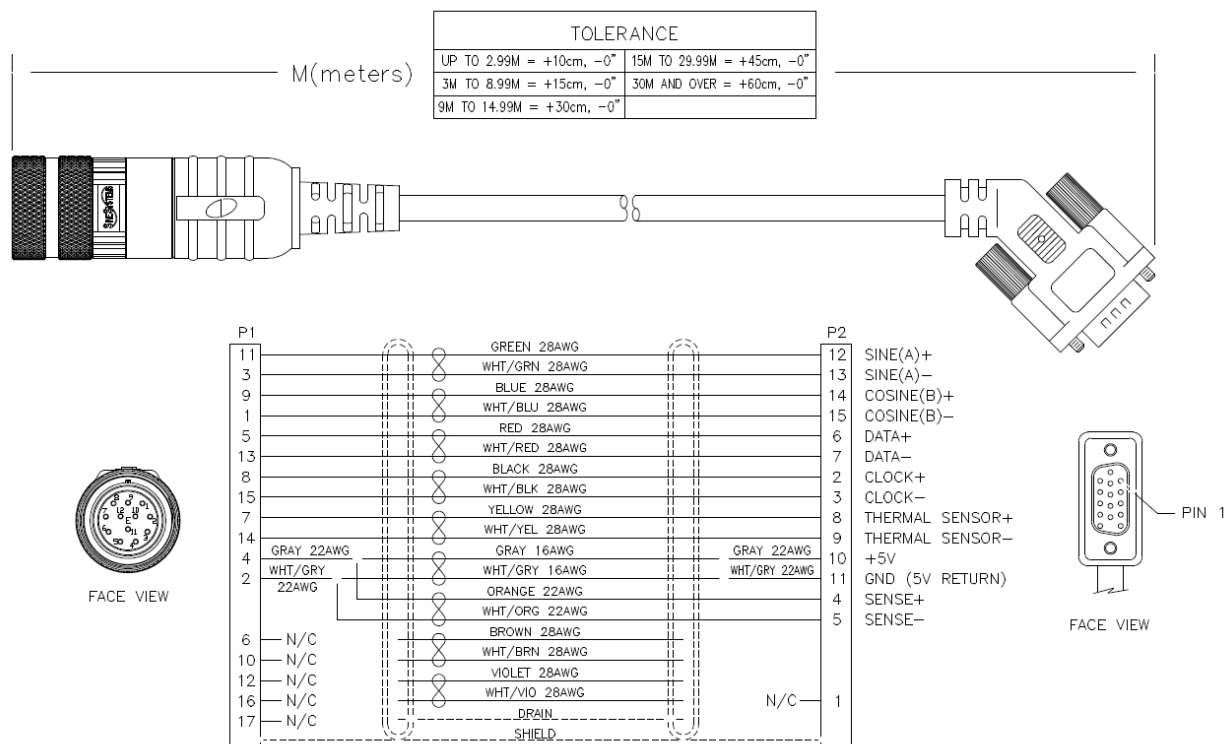 TOLERANCE
UP TO 2.99M = +10cm, -0" 15M TO 29.99M = +45cm, -0"
3M TO 8.99M = +15cm, -0" 30M AND OVER = +60cm, -0"
9M TO 14.99M = +30cm, -0"
M(meters)
P1 P2
11 GREEN 28AWG 12 SINE(A)+
3 WHT/GRN 28AWG 13 SINE(A)-
9 BLUE 28AWG 14 COSINE(B)+
1 WHT/BLU 28AWG 15 COSINE(B)-
5 RED 28AWG 6 DATA+
13 WHT/RED 28AWG 7 DATA-
8 BLACK 28AWG 2 CLOCK+
15 WHT/BLK 28AWG 3 CLOCK-
7 YELLOW 28AWG 8 THERMAL SENSOR+
14 WHT/YEL 28AWG 9 THERMAL SENSOR-
4 GRAY 22AWG GRAY 16AWG GRAY 22AWG 10 +5V
2 WHT/GRY 22AWG WHT/GRY 16AWG WHT/GRY 22AWG 11 GND (5V RETURN)
ORANGE 22AWG 4 SENSE+
WHT/ORG 22AWG 5 SENSE-
6 N/C BROWN 28AWG
10 N/C WHT/BRN 28AWG
12 N/C VIOLET 28AWG
16 N/C WHT/VIO 28AWG N/C 1
17 N/C DRAIN
SHIELD
FACE VIEW
PIN 1
FACE VIEW